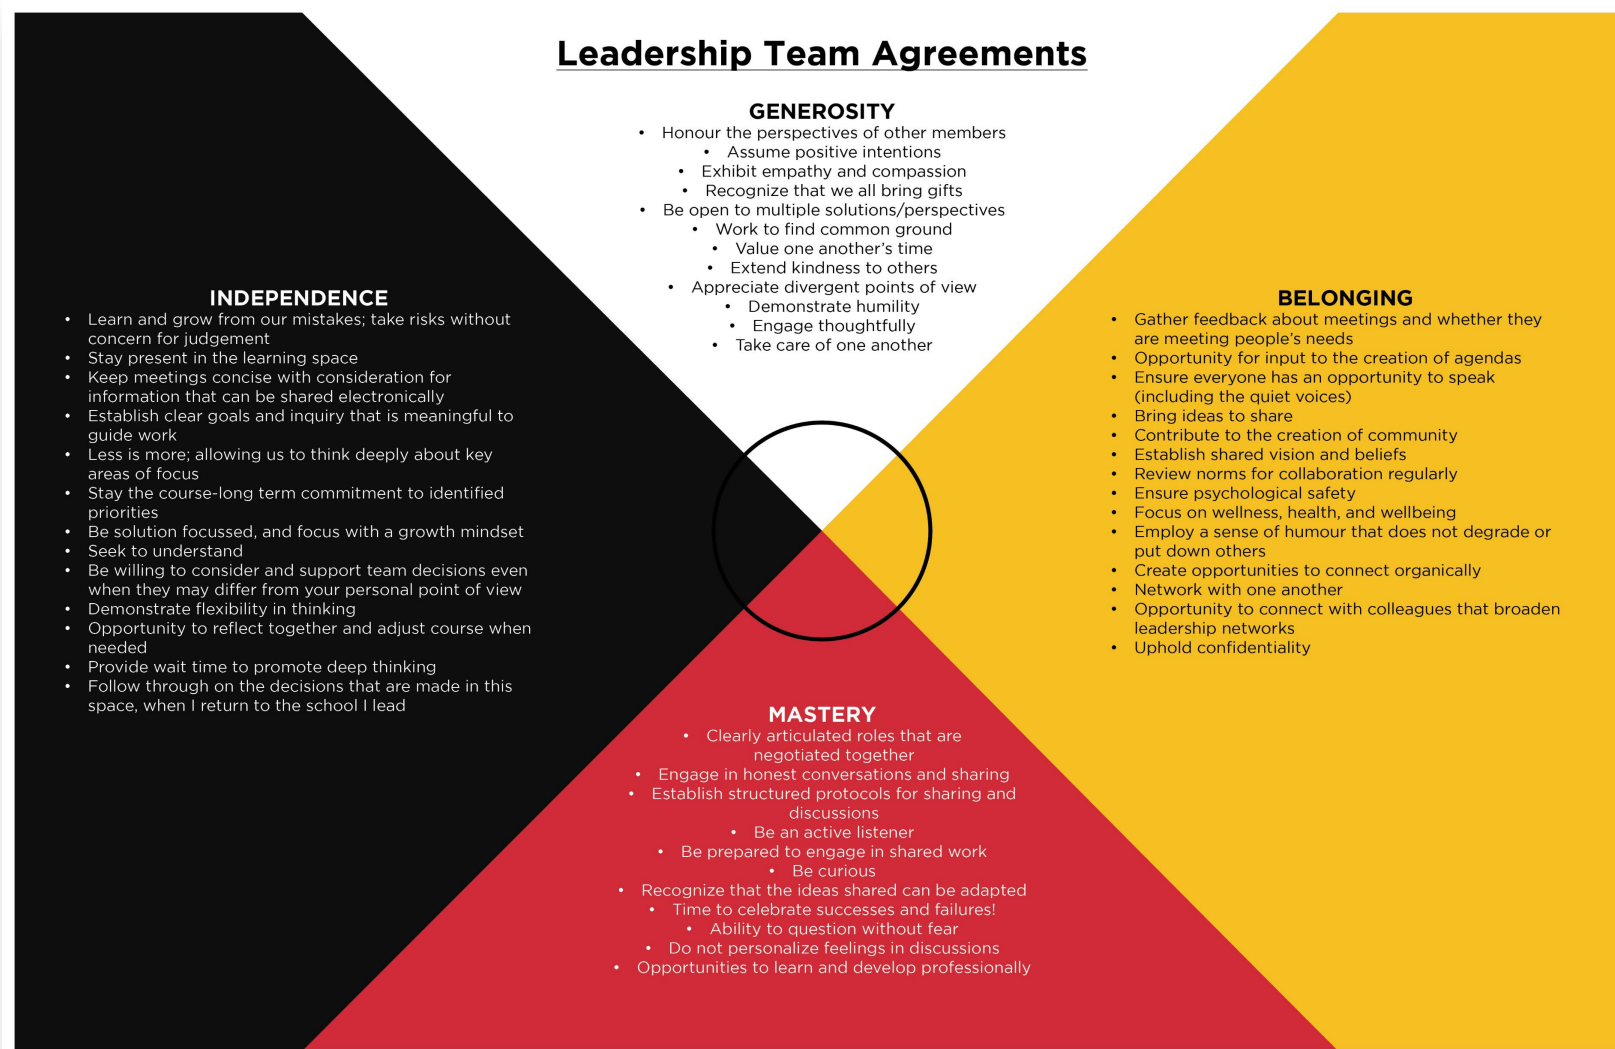 Leadership Team Agreements
GENEROSITY
• Honour the perspectives of other members
• Assume positive intentions
• Exhibit empathy and compassion
• Recognize that we all bring gifts
• Be open to multiple solutions/perspectives
• Work to find common ground
• Value one another’s time
• Extend kindness to others
• Appreciate divergent points of view
• Demonstrate humility
• Engage thoughtfully
• Take care of one another
INDEPENDENCE
• Learn and grow from our mistakes; take risks without
concern for judgement
• Stay present in the learning space
• Keep meetings concise with consideration for
information that can be shared electronically
• Establish clear goals and inquiry that is meaningful to
guide work
• Less is more; allowing us to think deeply about key
areas of focus
• Stay the course-long term commitment to identified
priorities
• Be solution focussed, and focus with a growth mindset
• Seek to understand
• Be willing to consider and support team decisions even
when they may differ from your personal point of view
• Demonstrate flexibility in thinking
• Opportunity to reflect together and adjust course when
needed
• Provide wait time to promote deep thinking
• Follow through on the decisions that are made in this
space, when I return to the school I lead
BELONGING
• Gather feedback about meetings and whether they
are meeting people’s needs
• Opportunity for input to the creation of agendas
• Ensure everyone has an opportunity to speak
(including the quiet voices)
• Bring ideas to share
• Contribute to the creation of community
• Establish shared vision and beliefs
• Review norms for collaboration regularly
• Ensure psychological safety
• Focus on wellness, health, and wellbeing
• Employ a sense of humour that does not degrade or
put down others
• Create opportunities to connect organically
• Network with one another
• Opportunity to connect with colleagues that broaden
leadership networks
• Uphold confidentiality
MASTERY
• Clearly articulated roles that are
negotiated together
• Engage in honest conversations and sharing
• Establish structured protocols for sharing and
discussions
• Be an active listener
• Be prepared to engage in shared work
• Be curious
• Recognize that the ideas shared can be adapted
• Time to celebrate successes and failures!
• Ability to question without fear
• Do not personalize feelings in discussions
• Opportunities to learn and develop professionally